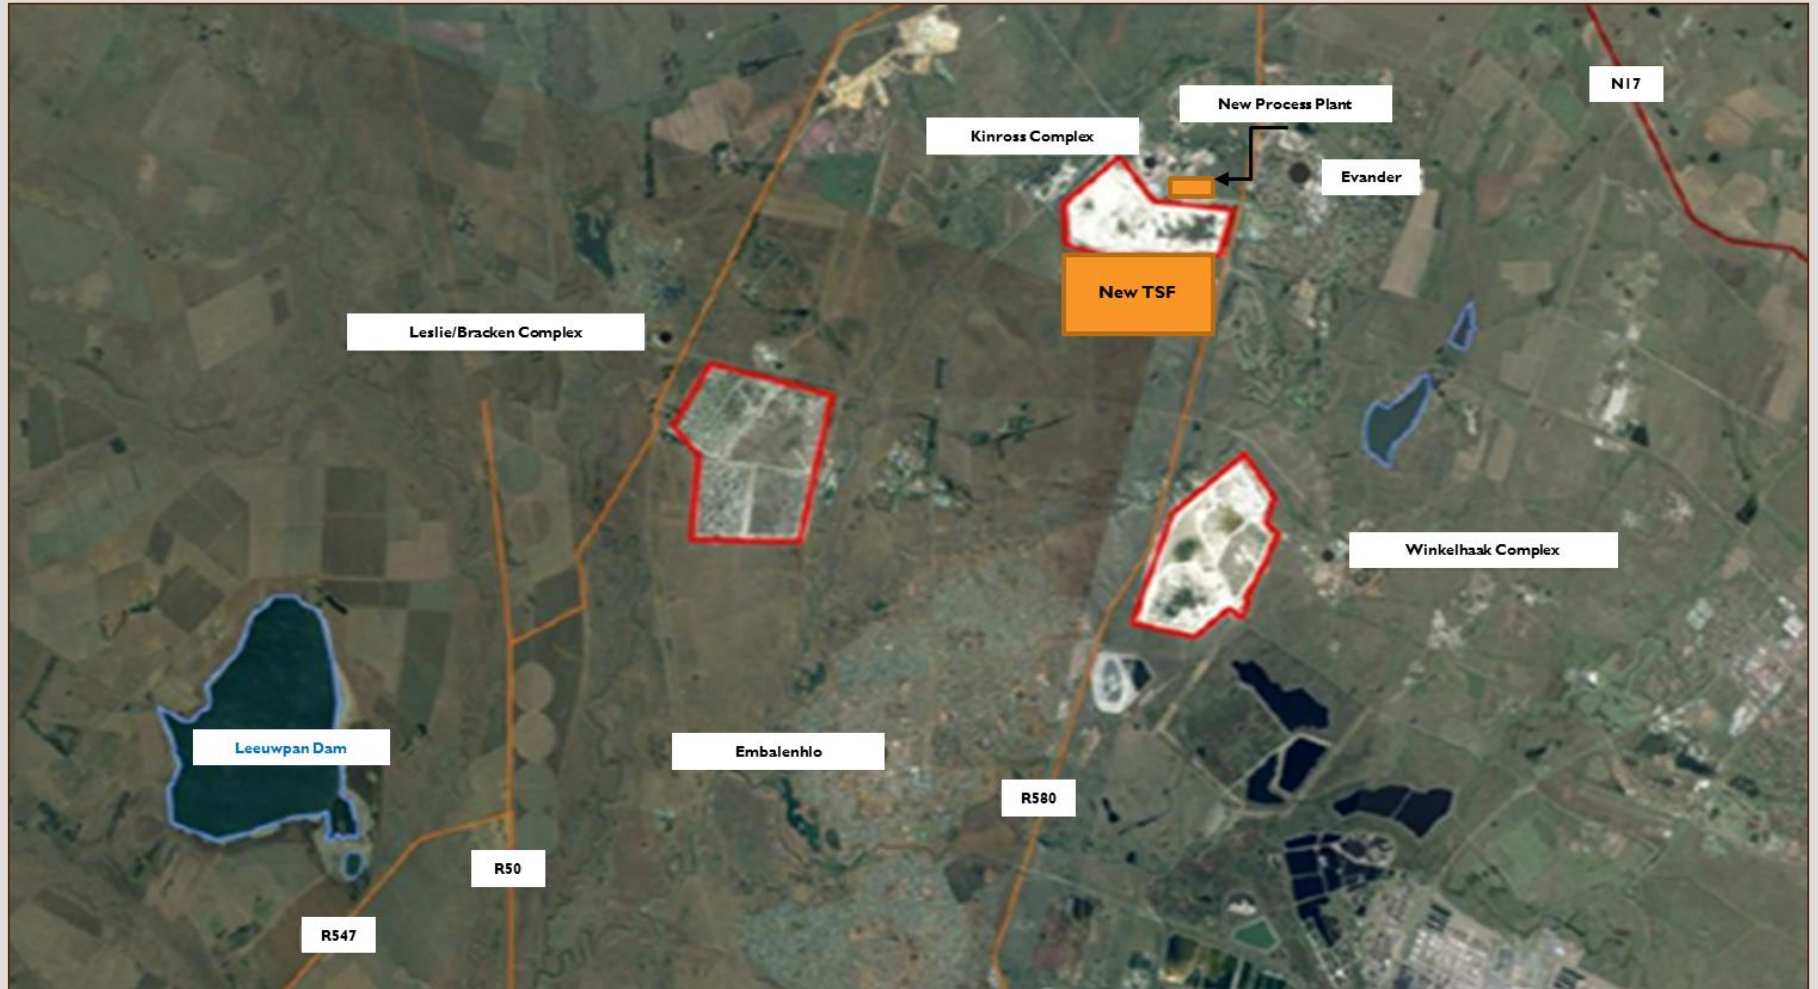 N17
New Process Plant
Kinross Complex
Evander
New TSF
Leslie/Bracken Complex
Winkelhaak Complex
Leeuwpan Dam
Embalenhlo
R580
R50
R547